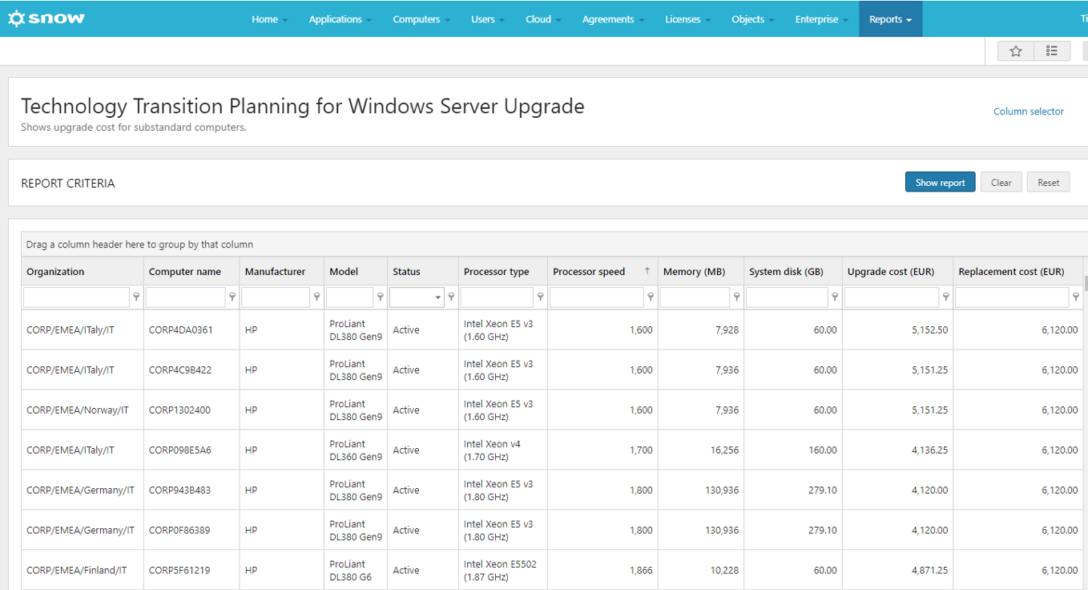 snow Home Applications Computers Users Cloud Agreements Licenses Objects Enterprise Reports
Technology Transition Planning for Windows Server Upgrade
Shows upgrade cost for substandard computers.
Column selector
REPORT CRITERIA Show report Clear Reset
Drag a column header here to group by that column
Organization Computer name Manufacturer Model Status Processor type Processor speed ↑ Memory (MB) System disk (GB) Upgrade cost (EUR) Replacement cost (EUR)
CORP/EMEA/ITaly/IT CORP4DA0361 HP ProLiant DL380 Gen9 Active Intel Xeon E5 v3 (1.60 GHz) 1,600 7,928 60.00 5,152.50 6,120.00
CORP/EMEA/ITaly/IT CORP4C9B422 HP ProLiant DL380 Gen9 Active Intel Xeon E5 v3 (1.60 GHz) 1,600 7,936 60.00 5,151.25 6,120.00
CORP/EMEA/Norway/IT CORP1302400 HP ProLiant DL380 Gen9 Active Intel Xeon E5 v3 (1.60 GHz) 1,600 7,936 60.00 5,151.25 6,120.00
CORP/EMEA/ITaly/IT CORP098E5A6 HP ProLiant DL360 Gen9 Active Intel Xeon v4 (1.70 GHz) 1,700 16,256 160.00 4,136.25 6,120.00
CORP/EMEA/Germany/IT CORP943B483 HP ProLiant DL380 Gen9 Active Intel Xeon E5 v3 (1.80 GHz) 1,800 130,936 279.10 4,120.00 6,120.00
CORP/EMEA/Germany/IT CORP0F86389 HP ProLiant DL380 Gen9 Active Intel Xeon E5 v3 (1.80 GHz) 1,800 130,936 279.10 4,120.00 6,120.00
CORP/EMEA/Finland/IT CORP5F61219 HP ProLiant DL380 G6 Active Intel Xeon E5502 (1.87 GHz) 1,866 10,228 60.00 4,871.25 6,120.00